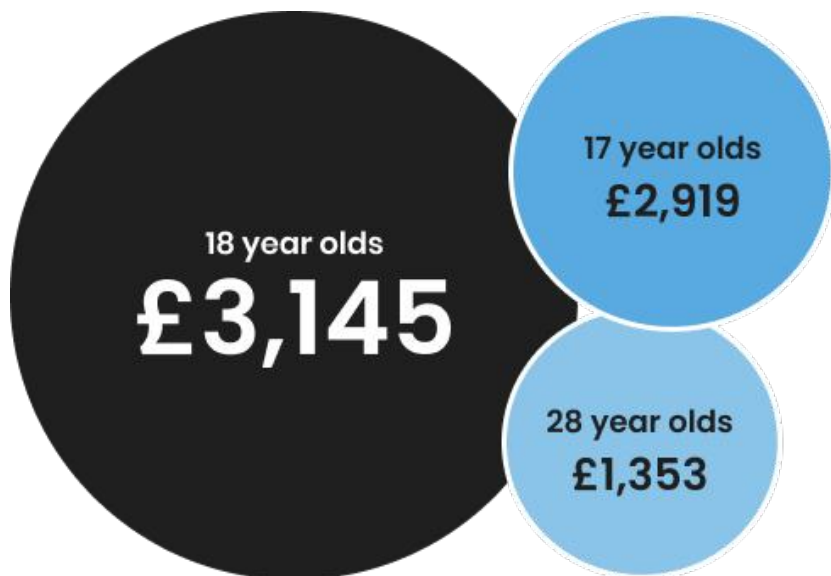 18 year olds
£3,145
17 year olds
£2,919
28 year olds
£1,353